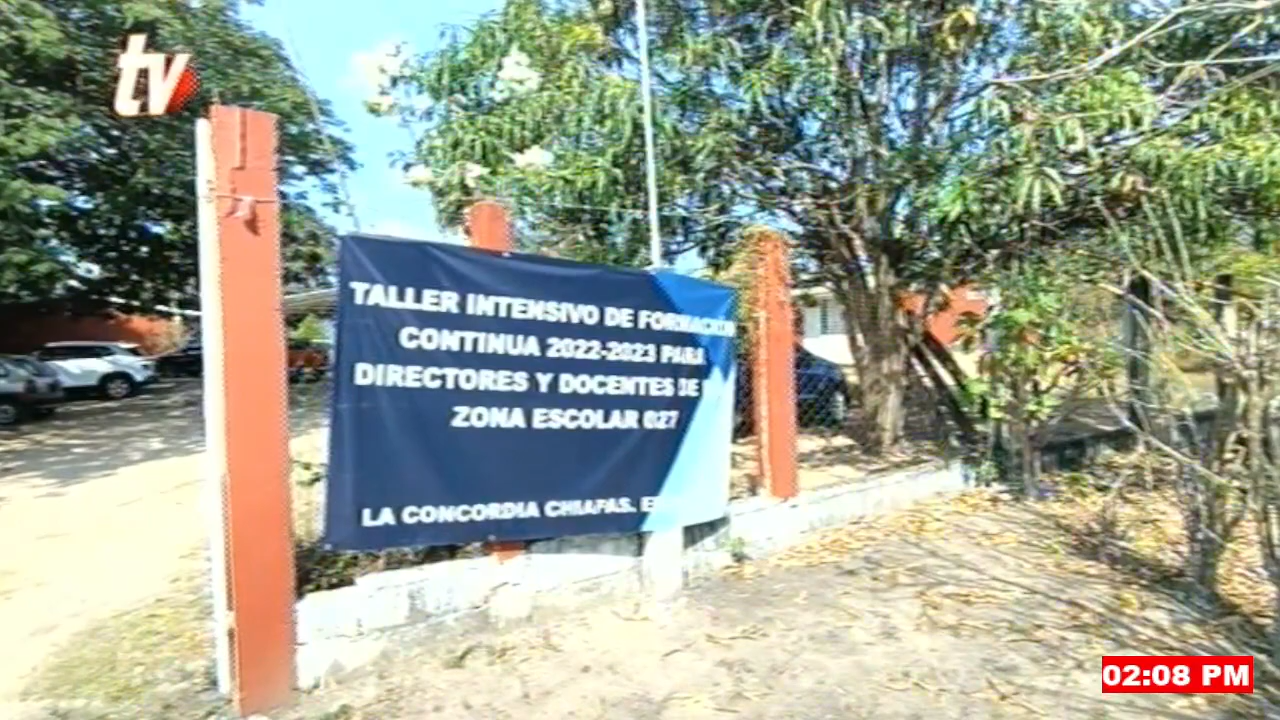 tv
TALLER INTENSIVO DE FORMACIÓN
CONTINUA 2022-2023 PARA
DIRECTORES Y DOCENTES DE
ZONA ESCOLAR 027
LA CONCORDIA CHIAPAS.
02:08 PM